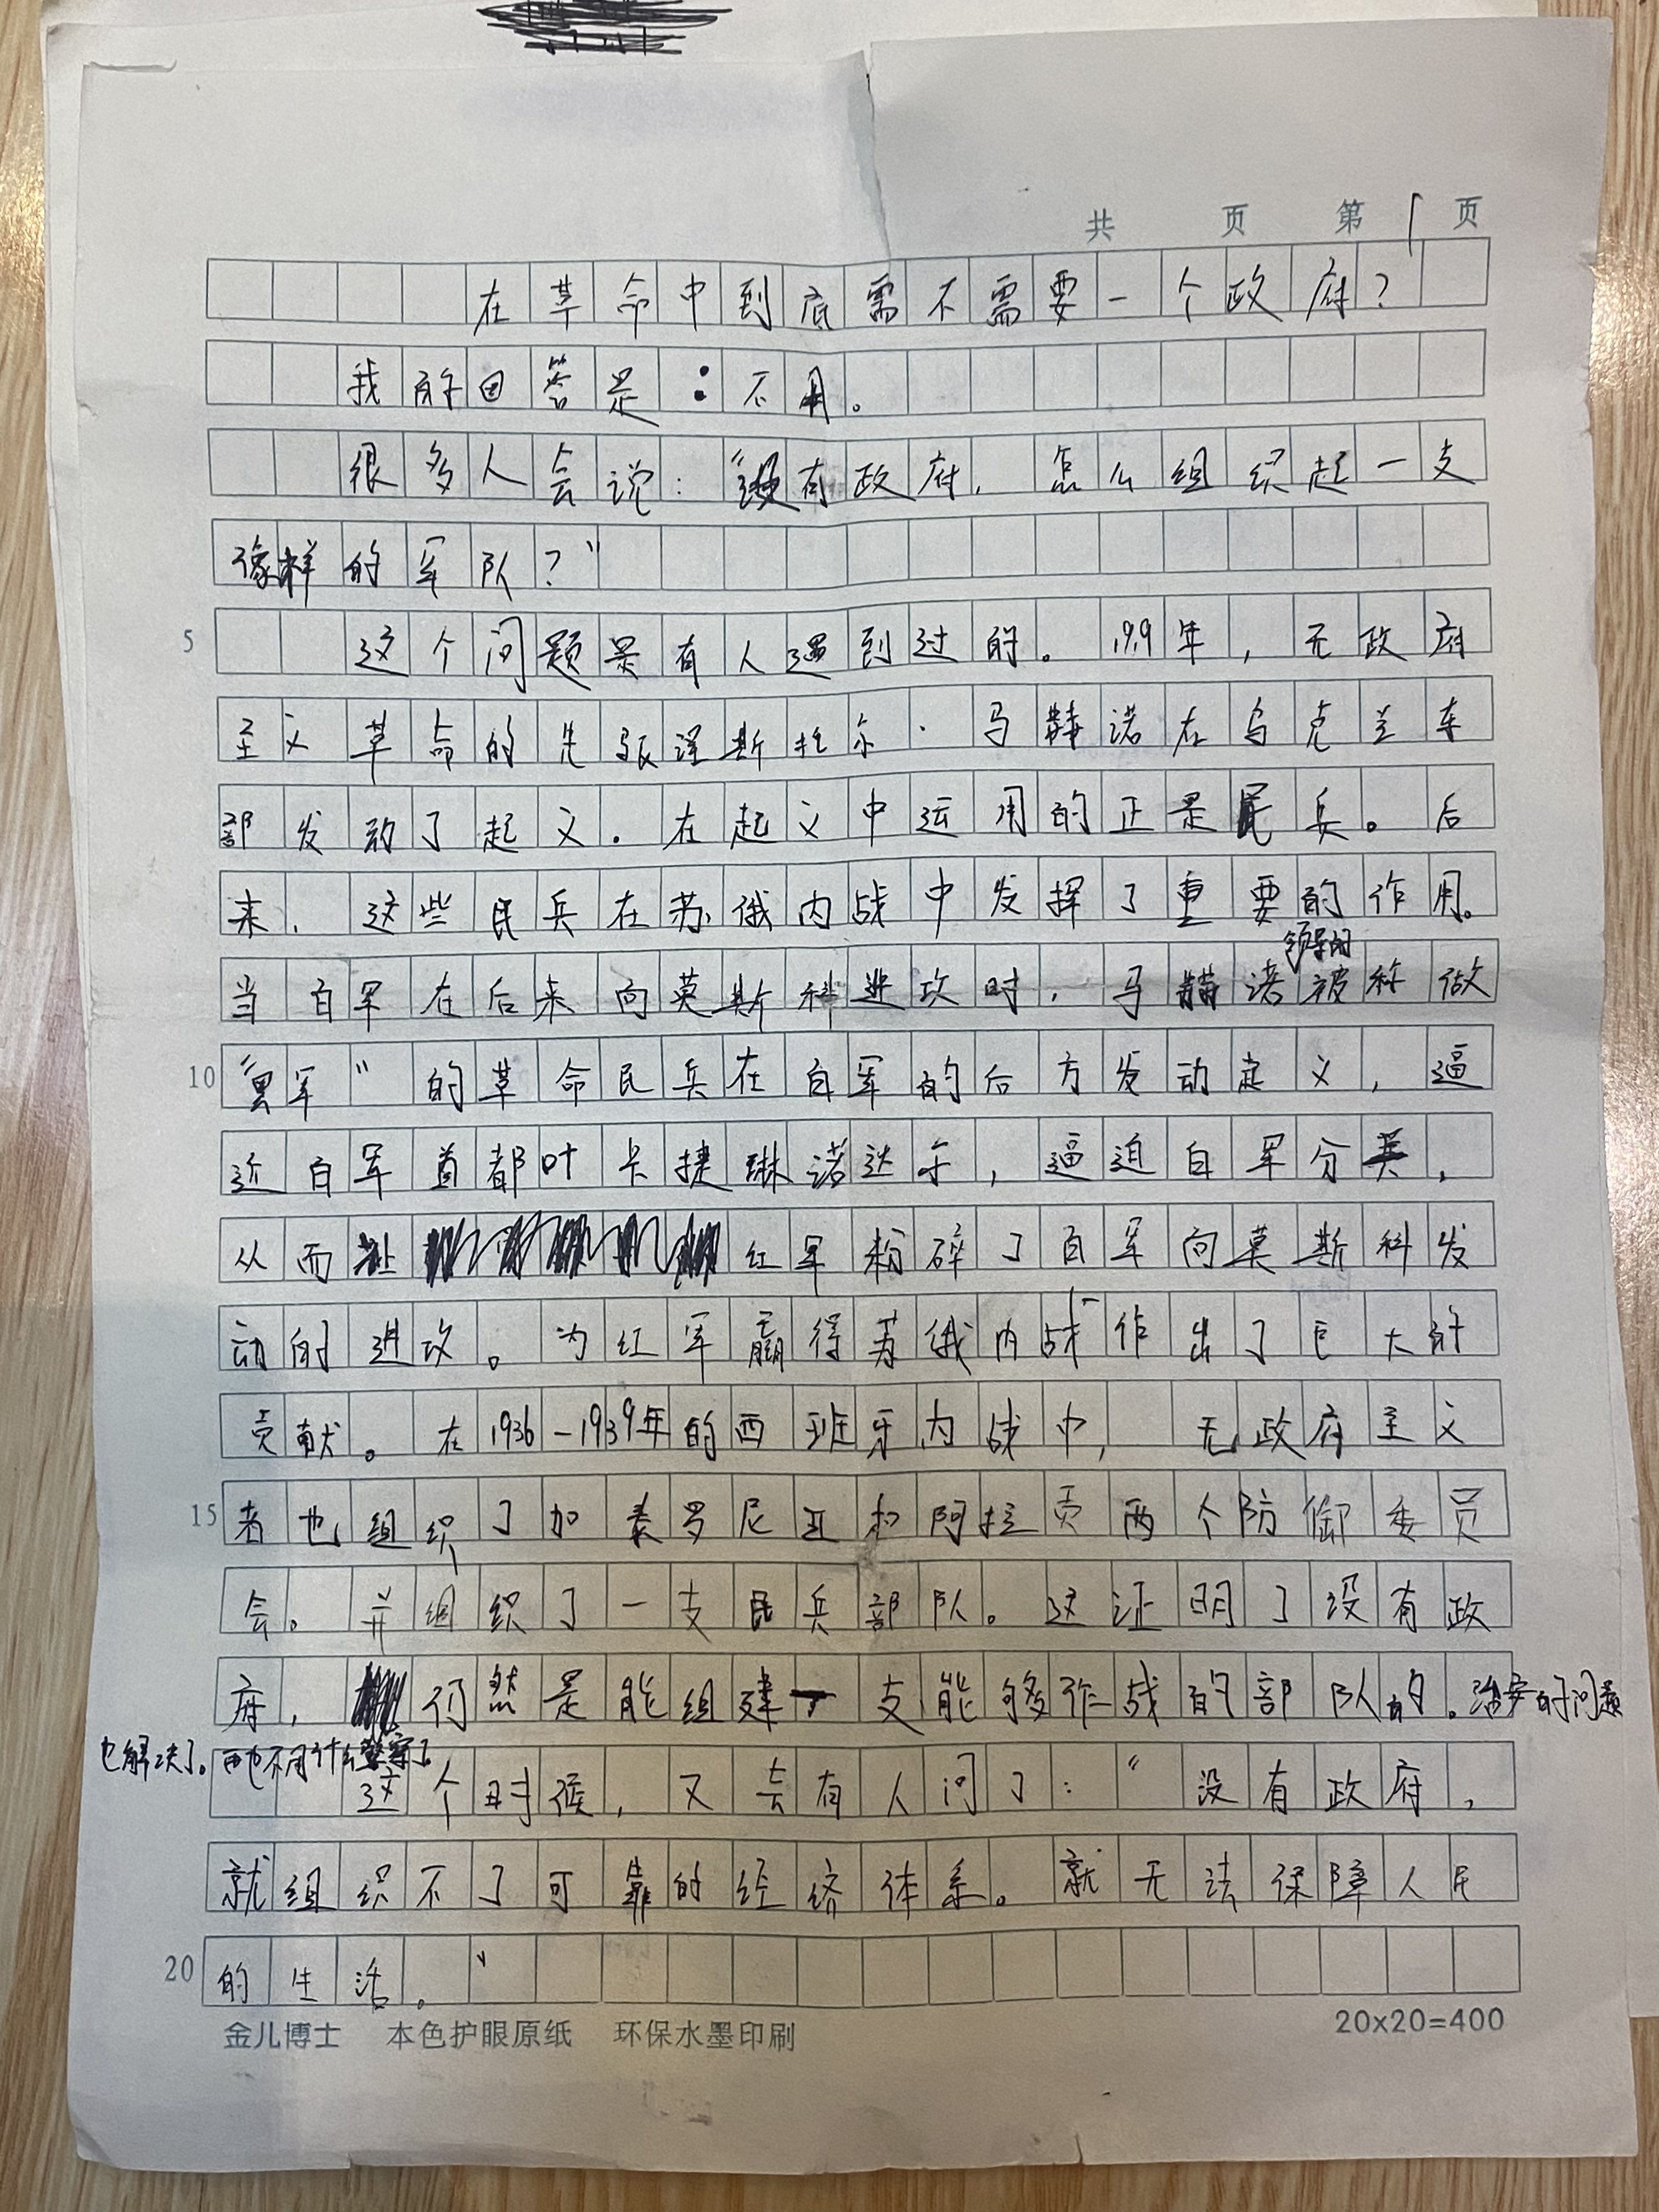 共 页 第 1 页
在革命中到底需不需要一个政府?
我的回答是:不用。
很多人会说:“没有政府,怎么组织起一支
像样的军队?”
5
这个问题是有人遇到过的。1919年,无政府
主义革命的先驱涅斯托尔·马赫诺在乌克兰东
部发动了起义。在起义中运用的正是民兵。后
来,这些民兵在苏俄内战中发挥了重要的作用。
领导的
当白军在后来向莫斯科进攻时,马赫诺被称做
10
“黑军”的革命民兵在白军的后方发动起义,逼
近白军首都叶卡捷琳诺达尔,逼迫白军分兵,
从而让红军粉碎了白军向莫斯科发
动的进攻。为红军赢得苏俄内战作出了巨大的
贡献。在1936-1939年的西班牙内战中,无政府主义
15
者也组织了加泰罗尼亚和阿拉贡两个防御委员
会。并组织了一支民兵部队。这证明了没有政
府,仍然是能组建一支能够作战的部队的。治安的问题
也解决了。再也不用什么警察了
这个时候,又会有人问了:“没有政府,
就组织不了可靠的经济体系。就无法保障人民
20
的生活。”
金儿博士 本色护眼原纸 环保水墨印刷
20x20=400